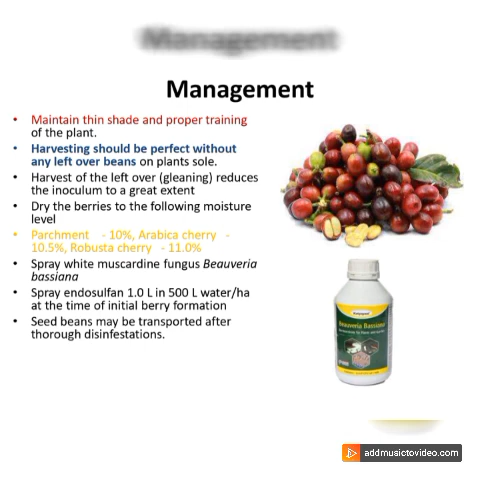 Management
Management
• Maintain thin shade and proper training
of the plant.
• Harvesting should be perfect without
any left over beans on plants sole.
• Harvest of the left over (gleaning) reduces
the inoculum to a great extent
• Dry the berries to the following moisture
level
• Parchment - 10%, Arabica cherry -
10.5%, Robusta cherry - 11.0%
• Spray white muscardine fungus Beauveria
bassiana
• Spray endosulfan 1.0 L in 500 L water/ha
at the time of initial berry formation
• Seed beans may be transported after
thorough disinfestations.
Beauveria Bassiana
addmusictovideo.com